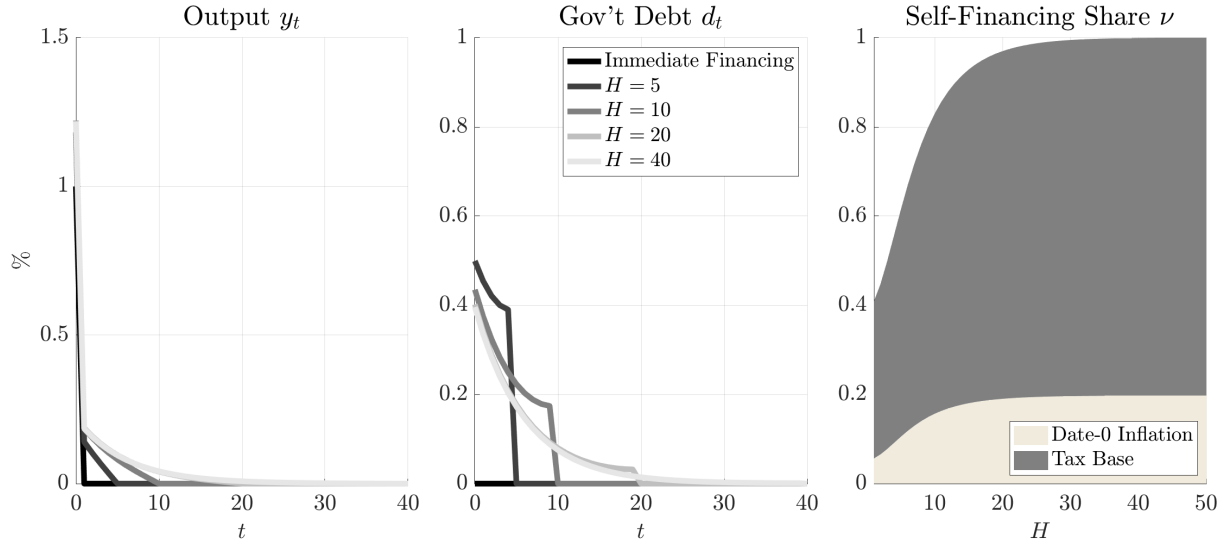 Output yₜ
1.5
1
0.5
0
%
0 10 20 30 40
t
Gov't Debt dₜ
1
0.8
0.6
0.4
0.2
0
Immediate Financing
H = 5
H = 10
H = 20
H = 40
0 10 20 30 40
t
Self-Financing Share ν
1
0.8
0.6
0.4
0.2
0
Date-0 Inflation
Tax Base
10 20 30 40 50
H